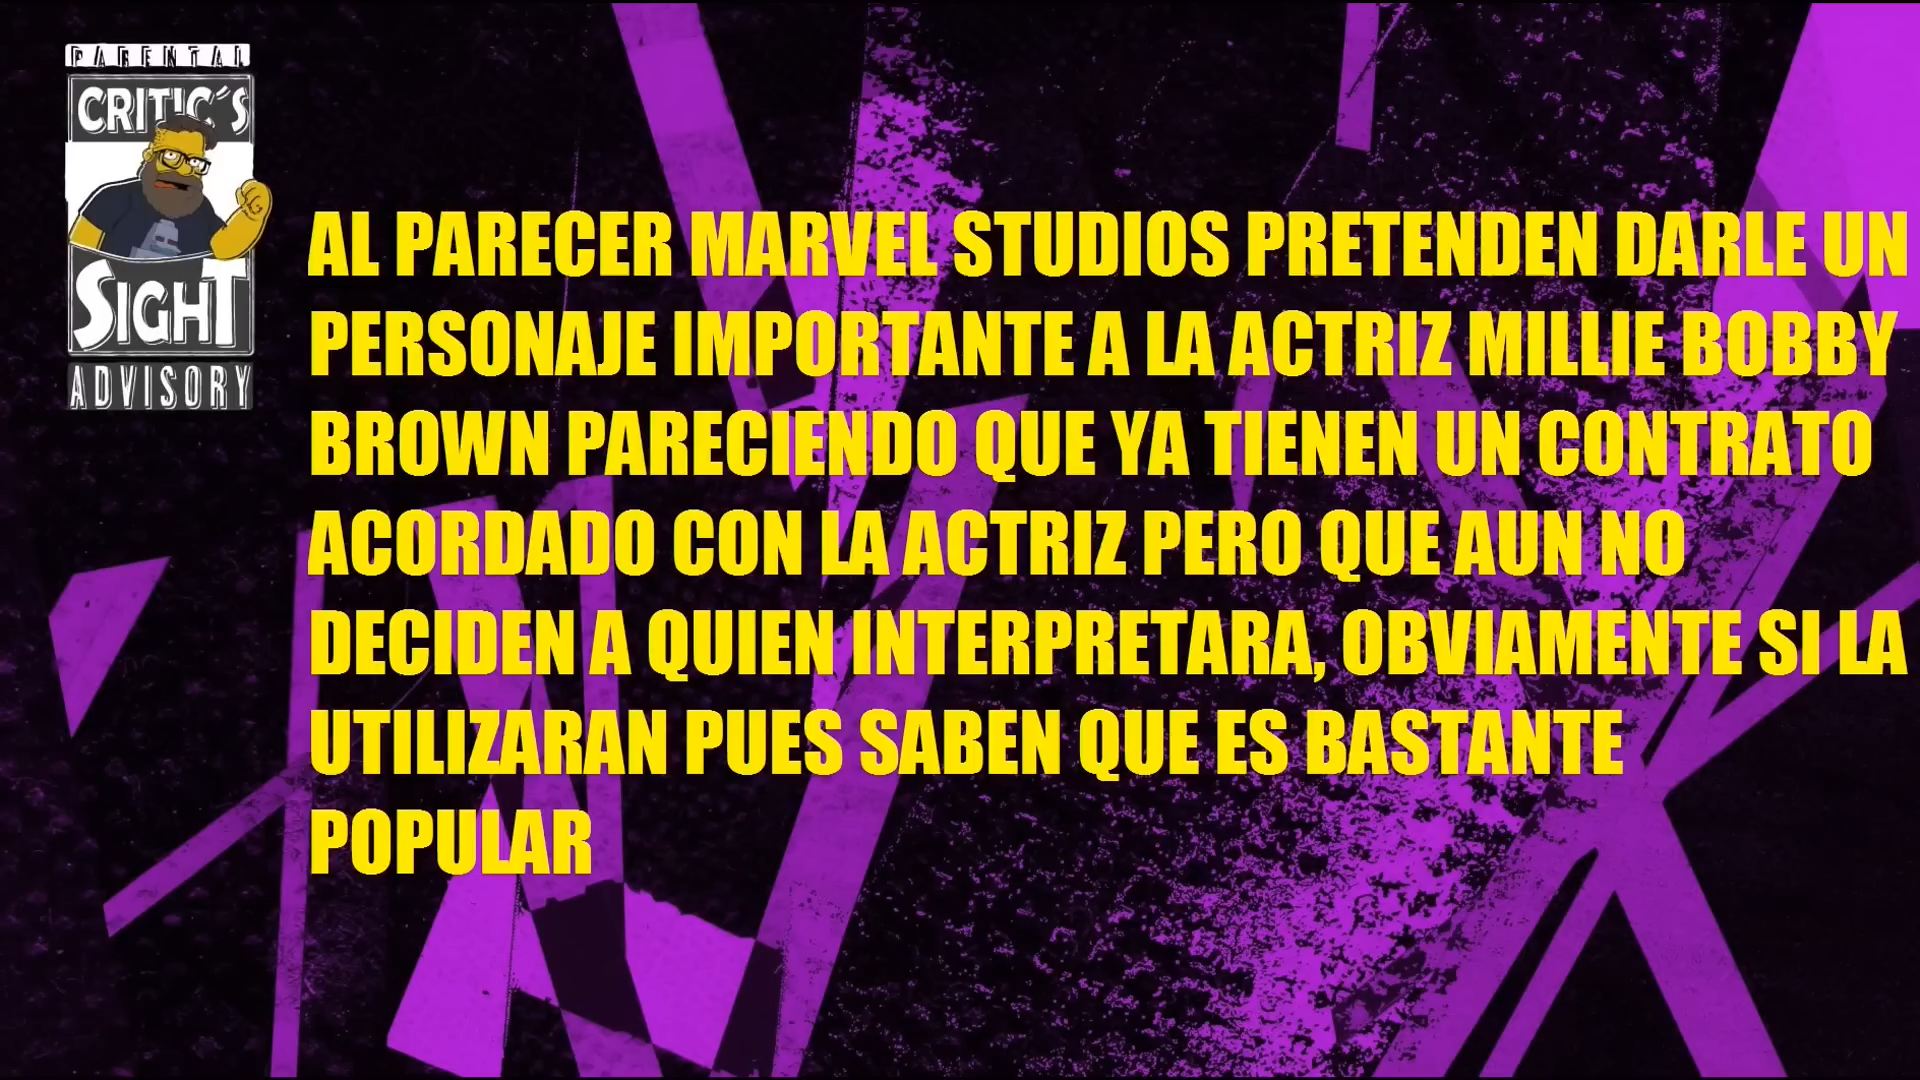 PARENTAL
CRITIC´S
SIGHT
ADVISORY
AL PARECER MARVEL STUDIOS PRETENDEN DARLE UN
PERSONAJE IMPORTANTE A LA ACTRIZ MILLIE BOBBY
BROWN PARECIENDO QUE YA TIENEN UN CONTRATO
ACORDADO CON LA ACTRIZ PERO QUE AUN NO
DECIDEN A QUIEN INTERPRETARA, OBVIAMENTE SI LA
UTILIZARAN PUES SABEN QUE ES BASTANTE
POPULAR